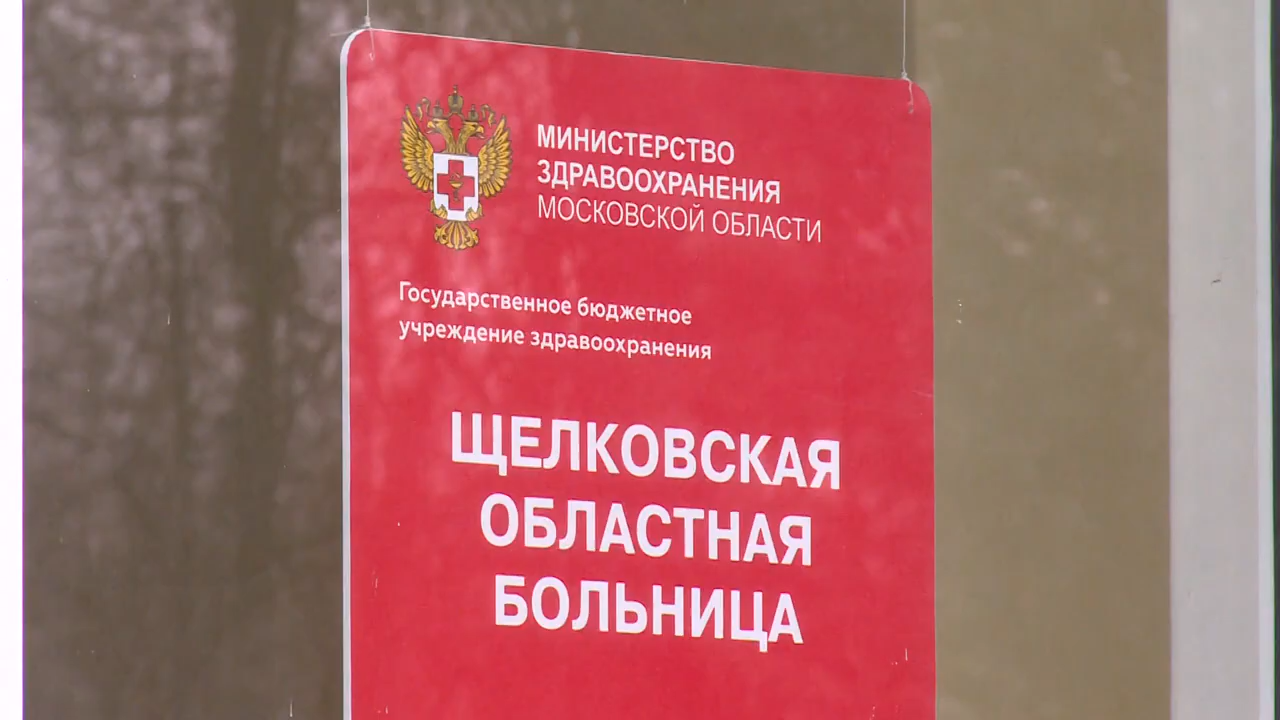 МИНИСТЕРСТВО
ЗДРАВООХРАНЕНИЯ
МОСКОВСКОЙ ОБЛАСТИ
Государственное бюджетное
учреждение здравоохранения
ЩЕЛКОВСКАЯ
ОБЛАСТНАЯ
БОЛЬНИЦА